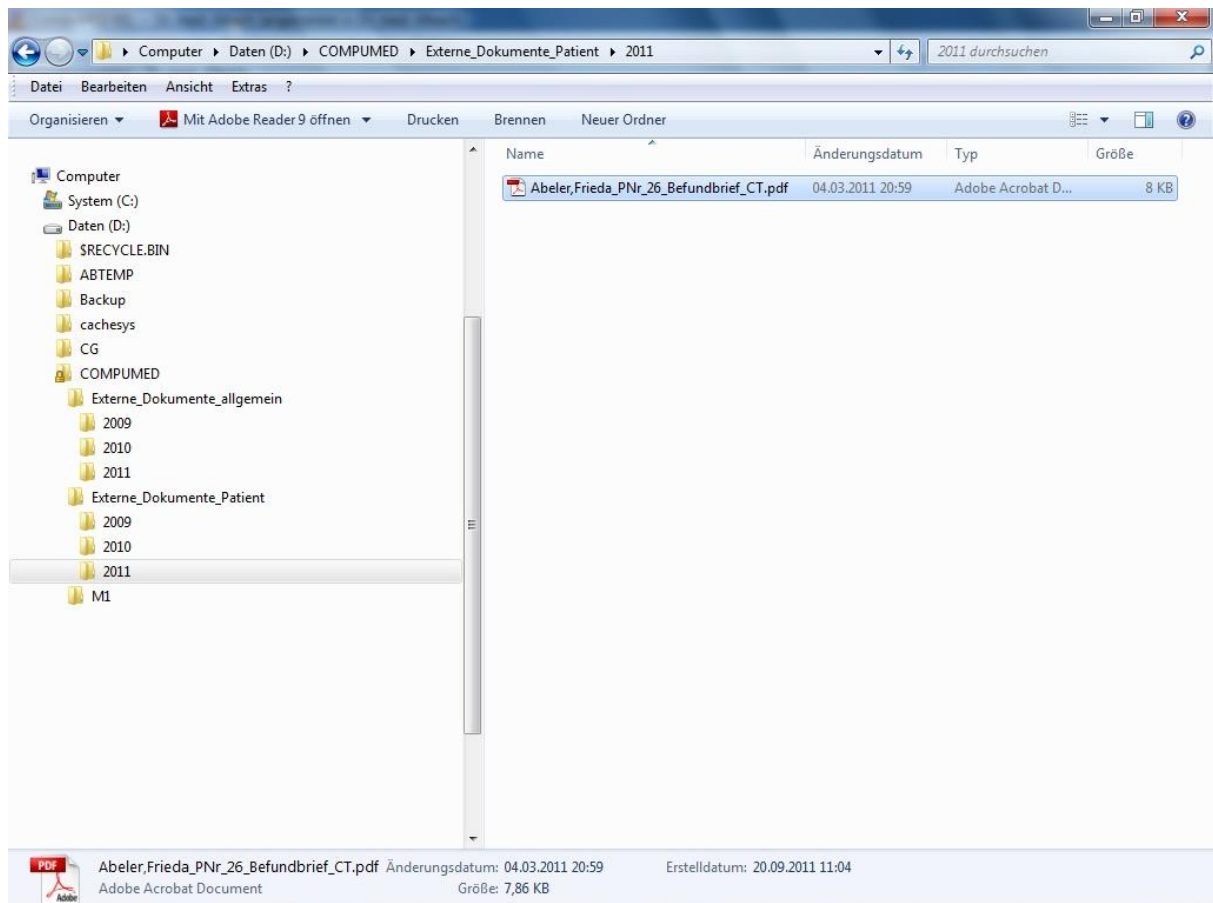 Computer ▸ Daten (D:) ▸ COMPUMED ▸ Externe_Dokumente_Patient ▸ 2011
2011 durchsuchen
Datei Bearbeiten Ansicht Extras ?
Organisieren Mit Adobe Reader 9 öffnen Drucken Brennen Neuer Ordner
Name Änderungsdatum Typ Größe
Abeler,Frieda_PNr_26_Befundbrief_CT.pdf 04.03.2011 20:59 Adobe Acrobat D... 8 KB
Computer
System (C:)
Daten (D:)
$RECYCLE.BIN
ABTEMP
Backup
cachesys
CG
COMPUMED
Externe_Dokumente_allgemein
2009
2010
2011
Externe_Dokumente_Patient
2009
2010
2011
M1
PDF Adobe
Abeler,Frieda_PNr_26_Befundbrief_CT.pdf Änderungsdatum: 04.03.2011 20:59 Erstelldatum: 20.09.2011 11:04
Adobe Acrobat Document Größe: 7,86 KB